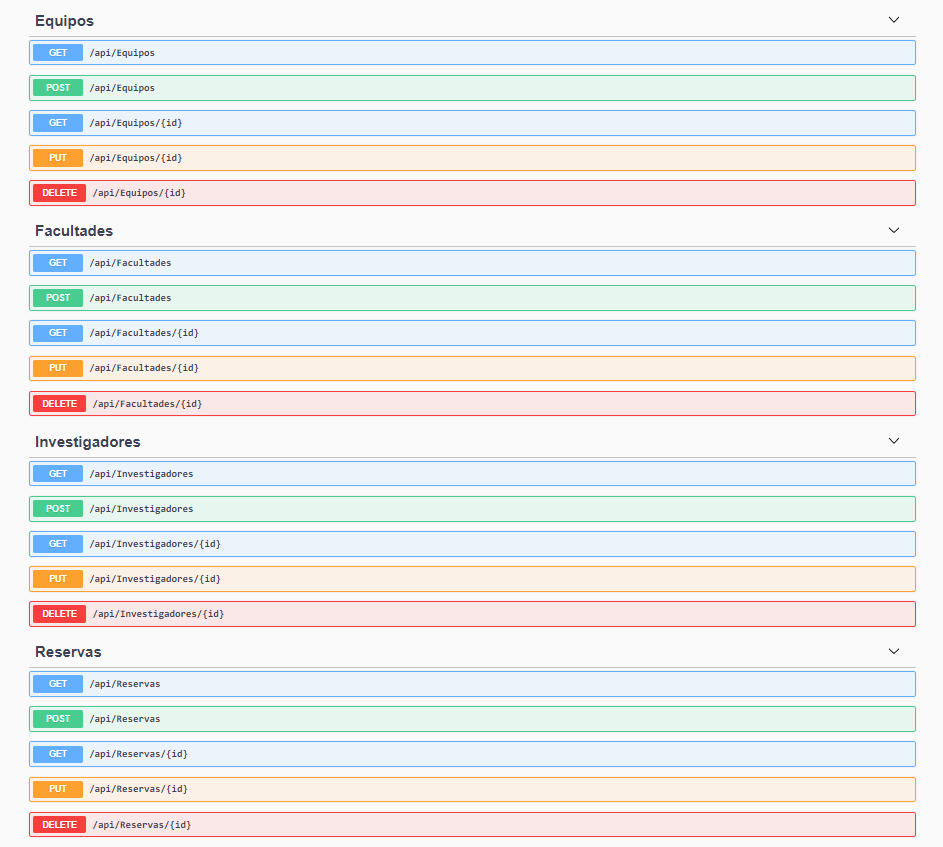 Equipos
GET /api/Equipos
POST /api/Equipos
GET /api/Equipos/{id}
PUT /api/Equipos/{id}
DELETE /api/Equipos/{id}
Facultades
GET /api/Facultades
POST /api/Facultades
GET /api/Facultades/{id}
PUT /api/Facultades/{id}
DELETE /api/Facultades/{id}
Investigadores
GET /api/Investigadores
POST /api/Investigadores
GET /api/Investigadores/{id}
PUT /api/Investigadores/{id}
DELETE /api/Investigadores/{id}
Reservas
GET /api/Reservas
POST /api/Reservas
GET /api/Reservas/{id}
PUT /api/Reservas/{id}
DELETE /api/Reservas/{id}